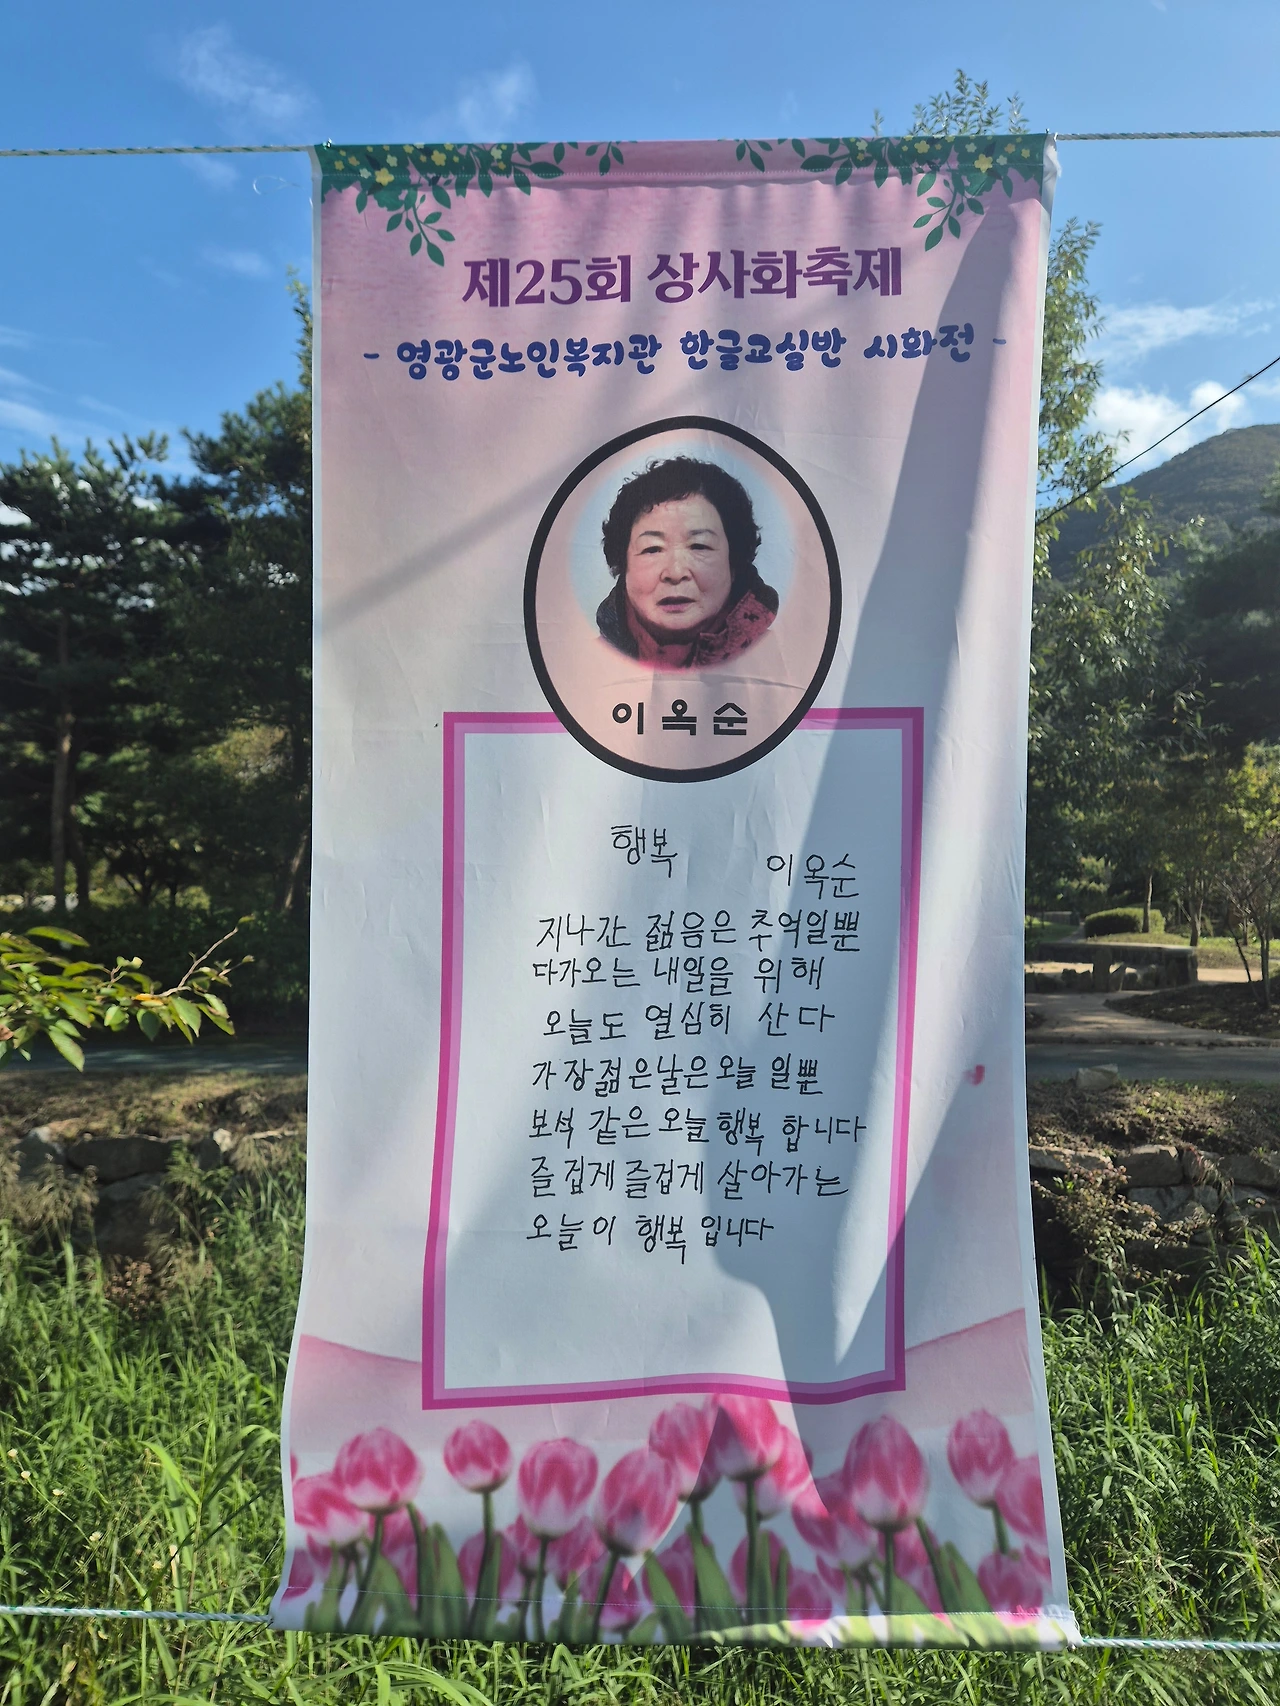 제25회 상사화축제
- 영광군노인복지관 한글교실반 시화전 -
이옥순
행복
이옥순
지나간 젊음은 추억일뿐
다가오는 내일을 위해
오늘도 열심히 산다
가장젊은날은오늘 일뿐
보석 같은 오늘 행복 합니다
즐겁게 즐겁게 살아가는
오늘이 행복 입니다